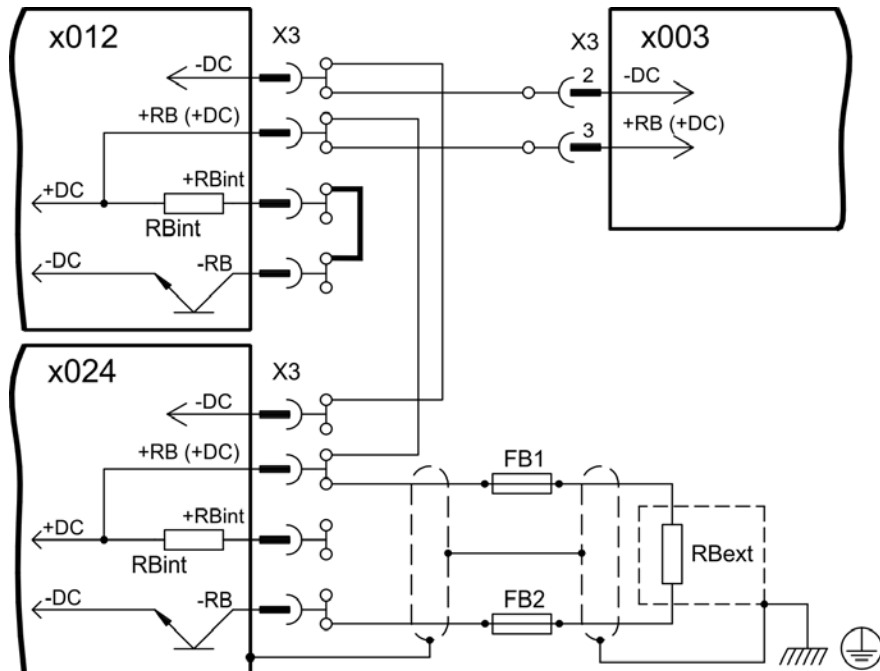 x012
X3
-DC
+RB (+DC)
+DC
+RBint
RBint
-DC
-RB
X3
x003
2
-DC
3
+RB (+DC)
x024
X3
-DC
+RB (+DC)
+DC
+RBint
RBint
-DC
-RB
FB1
RBext
FB2